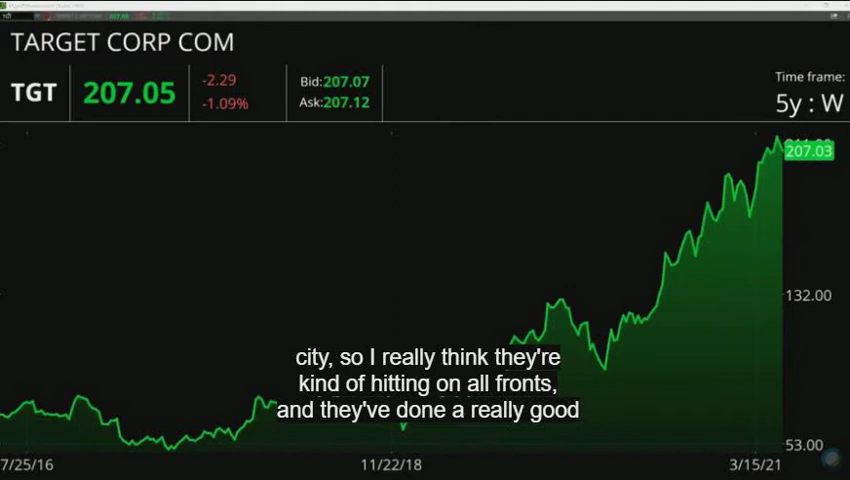 TARGET CORP COM
TGT
207.05
-2.29
-1.09%
Bid:207.07
Ask:207.12
Time frame:
5y : W
207.03
132.00
city, so I really think they're
kind of hitting on all fronts,
and they've done a really good
53.00
7/25/16
11/22/18
3/15/21